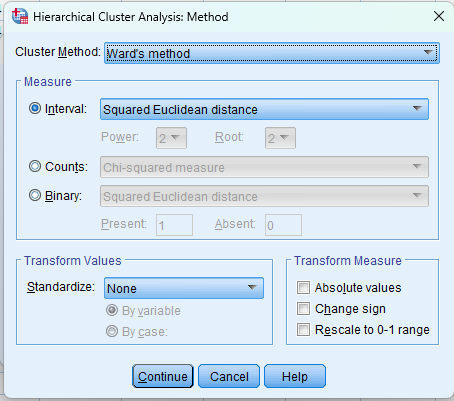 Hierarchical Cluster Analysis: Method
Cluster Method: Ward's method
Measure
Interval: Squared Euclidean distance
Power: 2 Root: 2
Counts: Chi-squared measure
Binary: Squared Euclidean distance
Present: 1 Absent: 0
Transform Values
Standardize: None
By variable
By case:
Transform Measure
Absolute values
Change sign
Rescale to 0-1 range
Continue Cancel Help